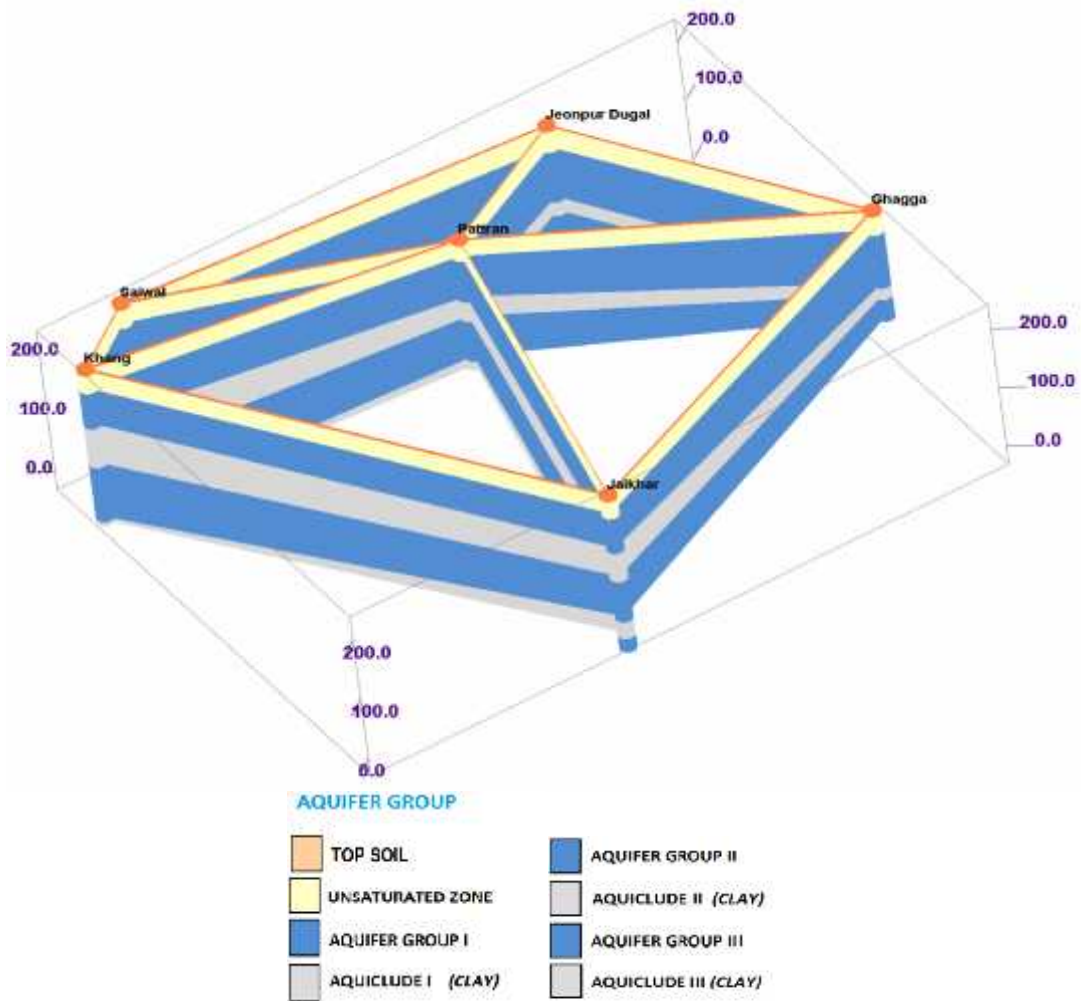 200.0
100.0
0.0
Jeonpur Dugal
Ghagga
Patran
Saiwal
Khang
Jaikhar
200.0
100.0
0.0
200.0
100.0
0.0
200.0
100.0
0.0
AQUIFER GROUP
TOP SOIL
UNSATURATED ZONE
AQUIFER GROUP I
AQUICLUDE I (CLAY)
AQUIFER GROUP II
AQUICLUDE II (CLAY)
AQUIFER GROUP III
AQUICLUDE III (CLAY)